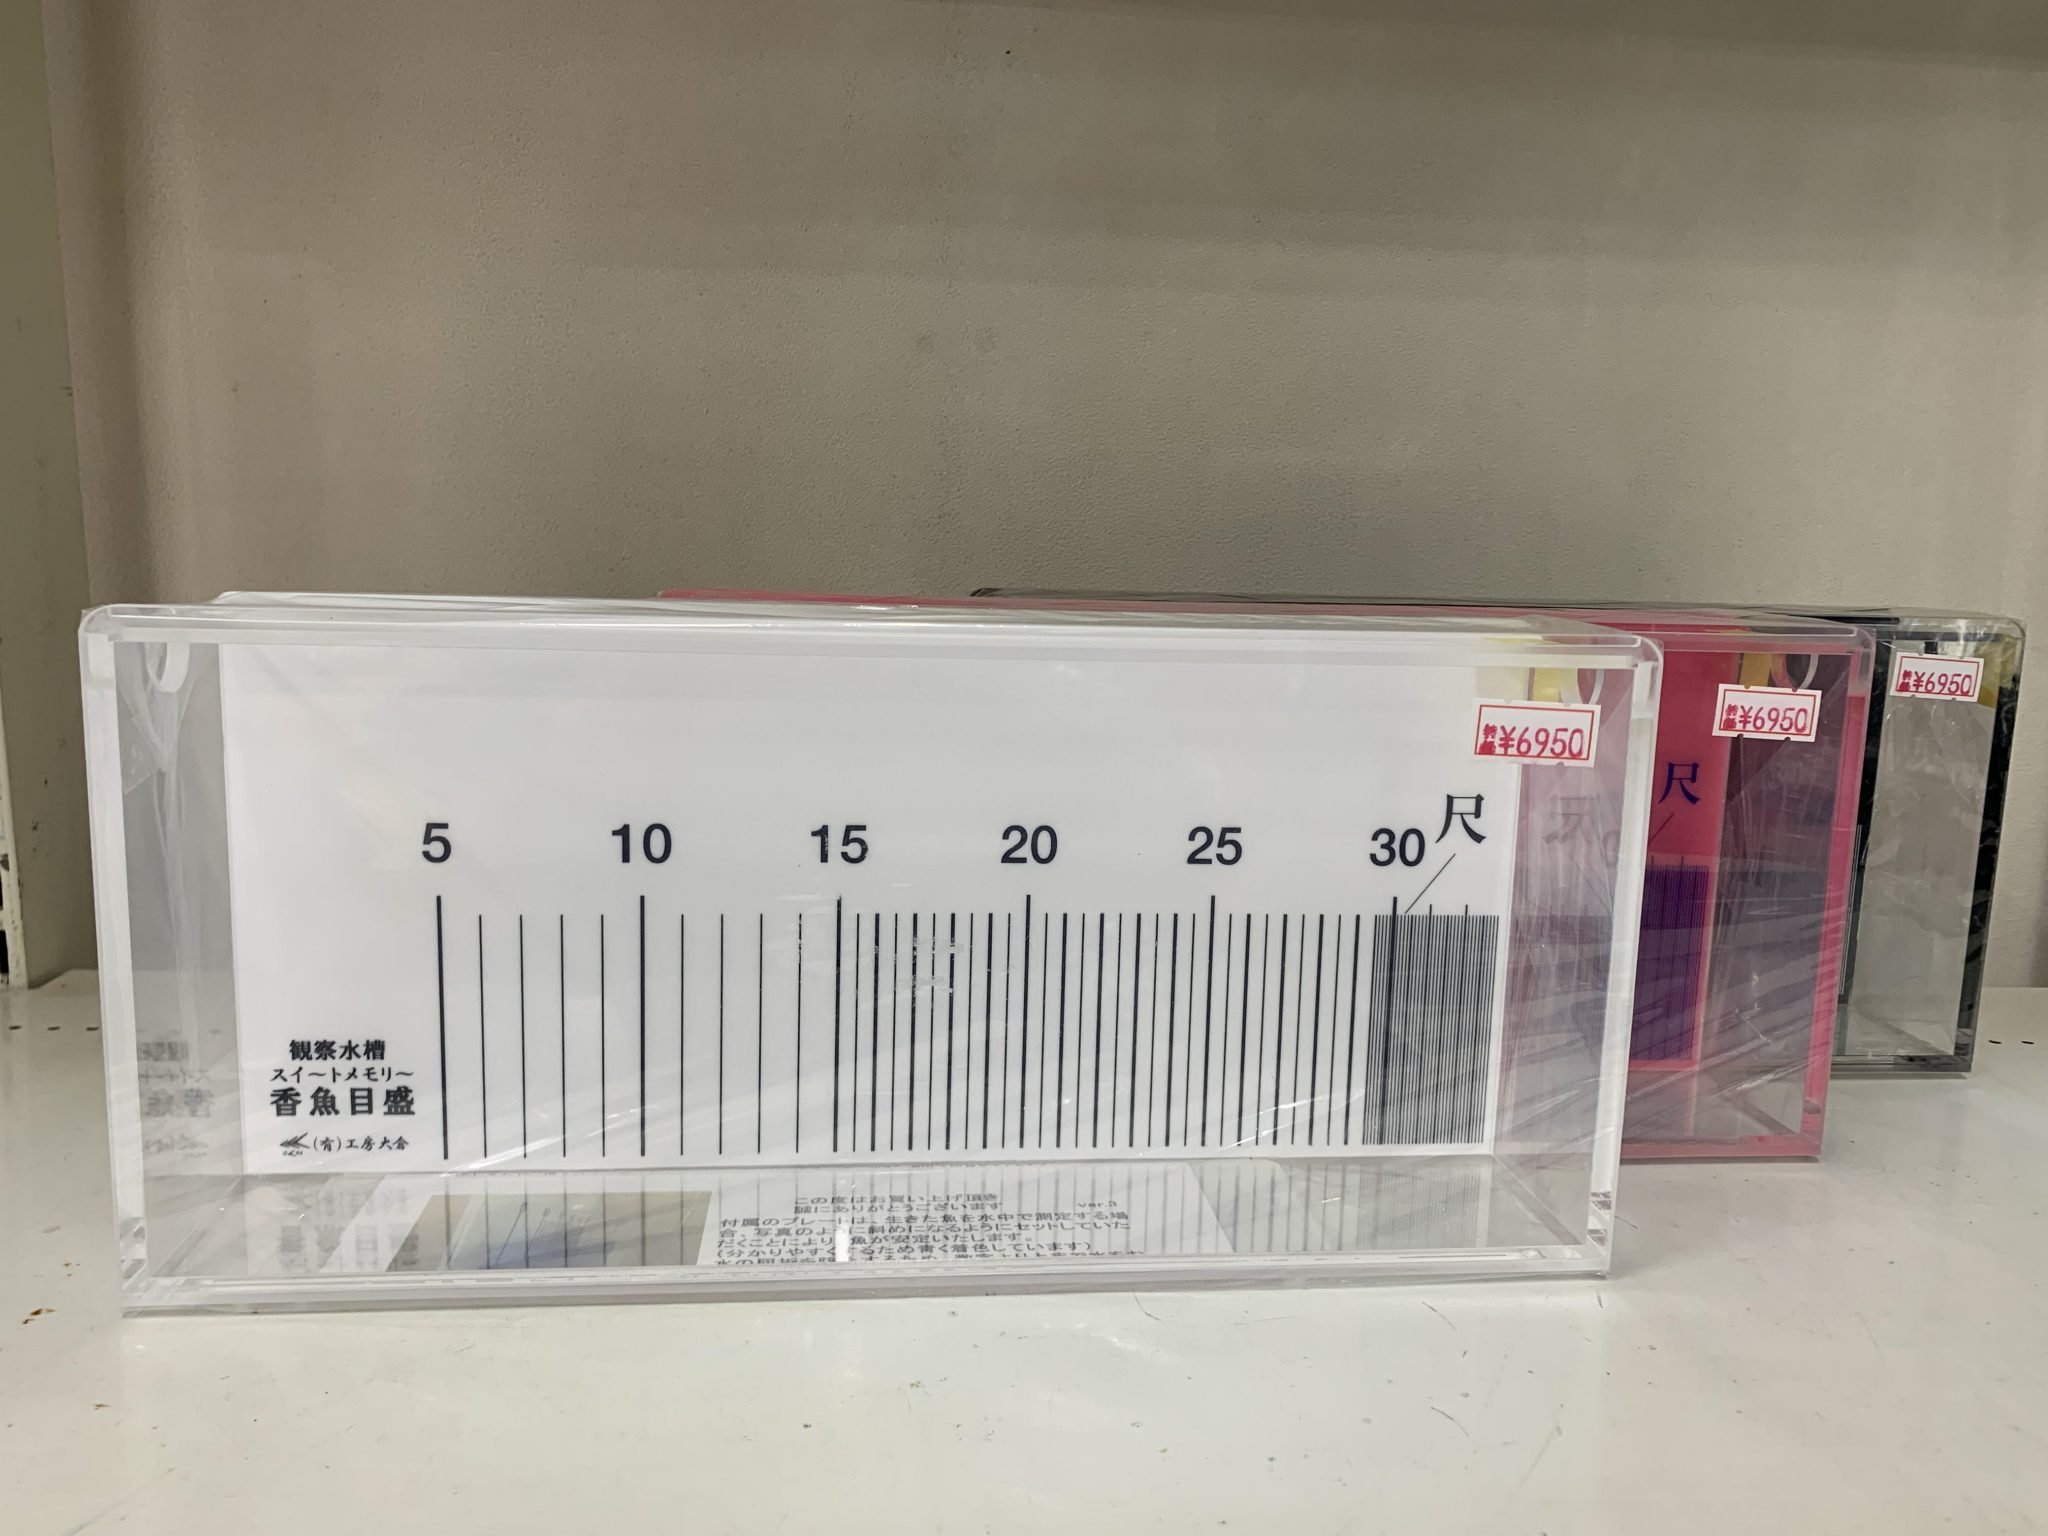 5 10 15 20 25 30 尺
特価 ¥6950
特価 ¥6950
特価 ¥6950
尺
観察水槽
スイ〜トメモリ〜
香魚目盛
(有)工房大倉
この度はお買い上げ頂き
誠にありがとうございます ver.3
付属のプレートは、生きた魚を水中で測定する場
合、写真のように斜めになるようにセットしていた
だくことにより、魚が安定いたします。
(分かりやすくするため青く着色しています)